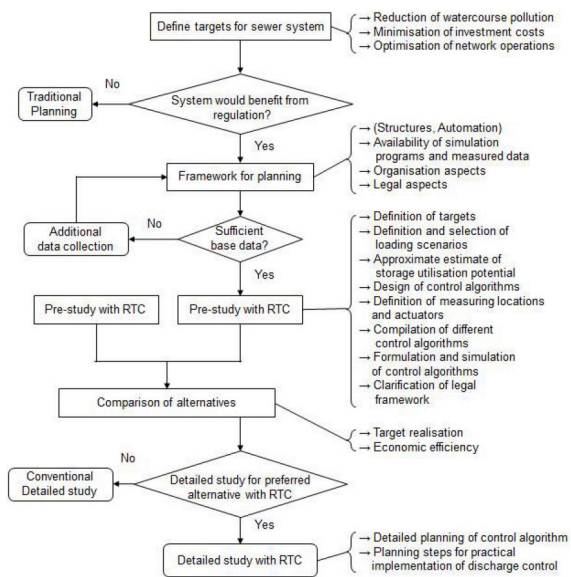 Define targets for sewer system
→ Reduction of watercourse pollution
→ Minimisation of investment costs
→ Optimisation of network operations
No
Traditional
Planning
System would benefit from
regulation?
Yes
→ (Structures, Automation)
→ Availability of simulation
programs and measured data
→ Organisation aspects
→ Legal aspects
Framework for planning
No
Additional
data collection
Sufficient
base data?
Yes
→ Definition of targets
→ Definition and selection of
loading scenarios
→ Approximate estimate of
storage utilisation potential
→ Design of control algorithms
→ Definition of measuring locations
and actuators
→ Compilation of different
control algorithms
→ Formulation and simulation
of control algorithms
→ Clarification of legal
framework
Pre-study with RTC
Pre-study with RTC
Comparison of alternatives
→ Target realisation
→ Economic efficiency
No
Conventional
Detailed study
Detailed study for preferred
alternative with RTC
Yes
Detailed study with RTC
→ Detailed planning of control algorithm
→ Planning steps for practical
implementation of discharge control